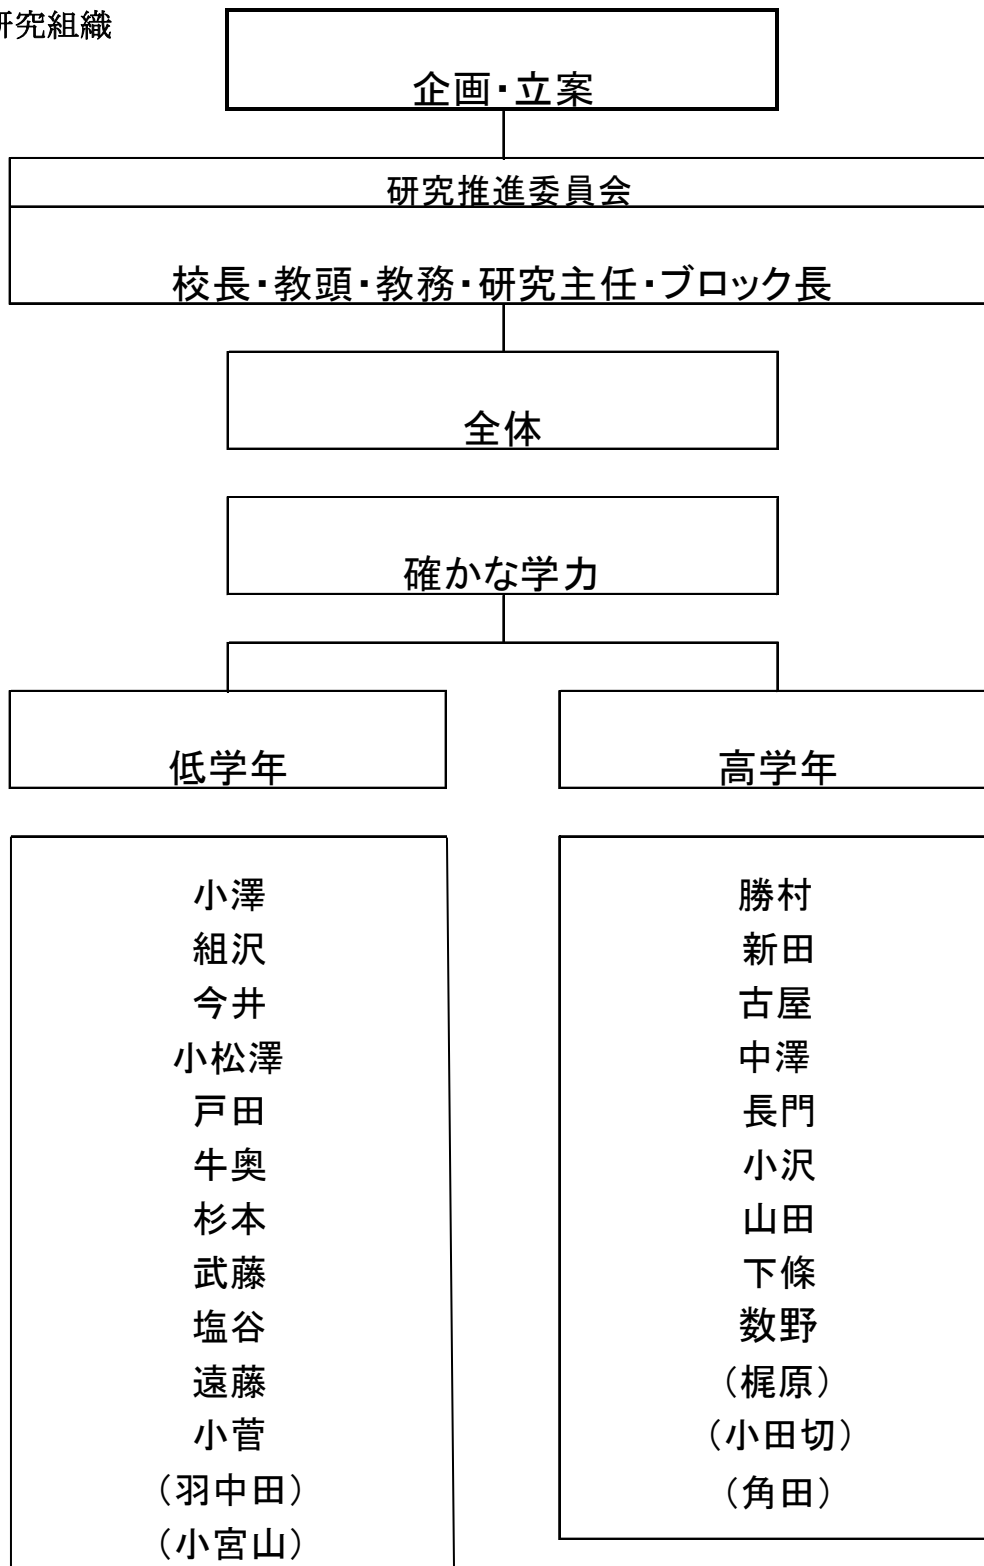 研究組織
企画・立案
研究推進委員会
校長・教頭・教務・研究主任・ブロック長
全体
確かな学力
低学年
高学年
小澤
組沢
今井
小松澤
戸田
牛奥
杉本
武藤
塩谷
遠藤
小菅
（羽中田）
（小宮山）
勝村
新田
古屋
中澤
長門
小沢
山田
下條
数野
（梶原）
（小田切）
（角田）